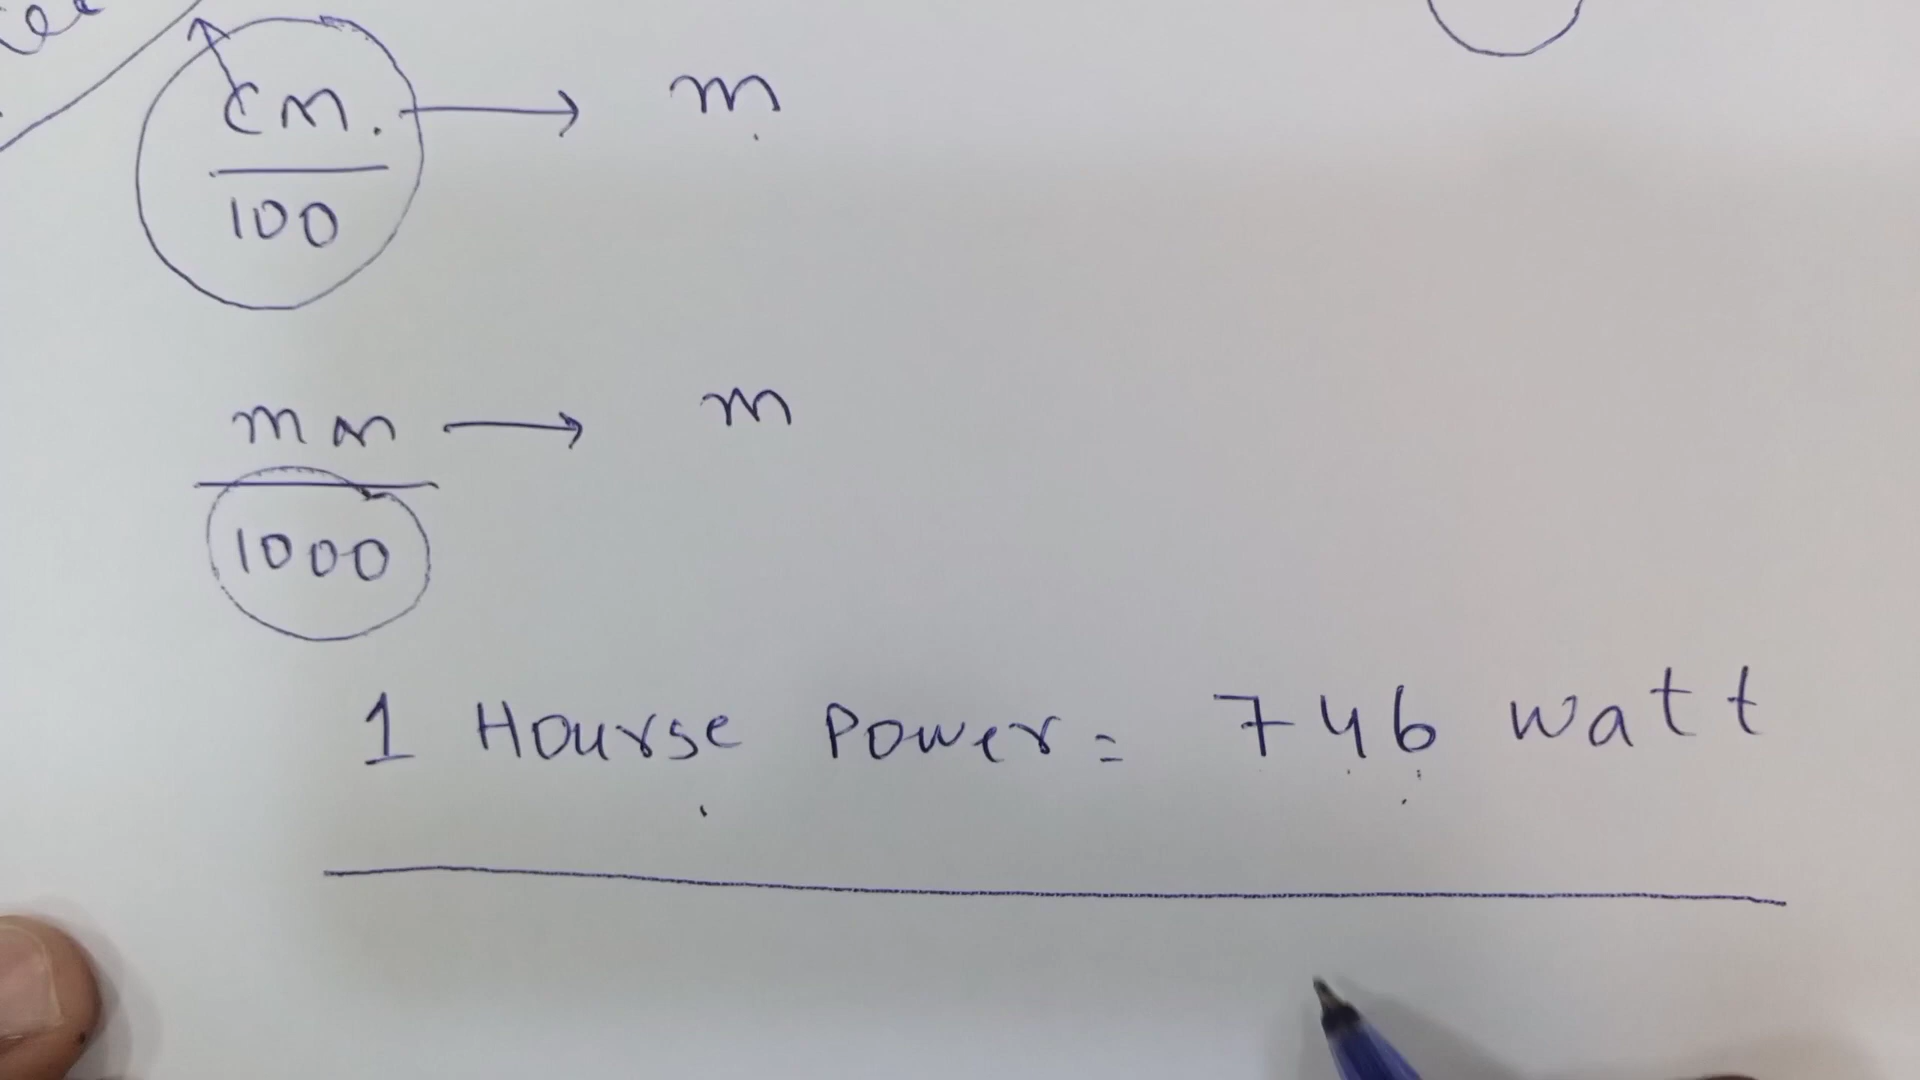 cm. → m
100
mm → m
1000
1 Hourse Power = 746 watt